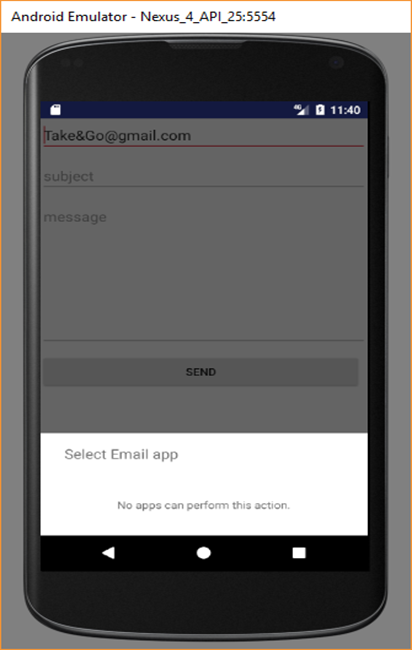 Android Emulator - Nexus_4_API_25:5554
4G 11:40
Take&Go@gmail.com
subject
message
SEND
Select Email app
No apps can perform this action.